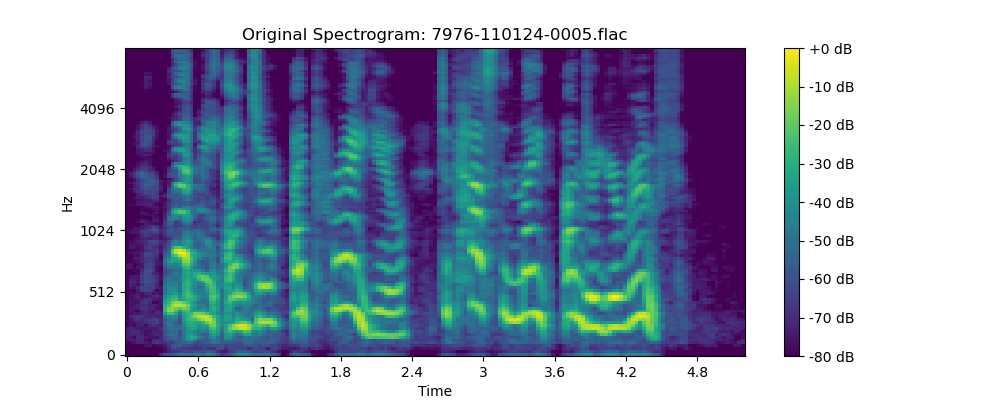 Original Spectrogram: 7976-110124-0005.flac
Hz
4096
2048
1024
512
0
0 0.6 1.2 1.8 2.4 3 3.6 4.2 4.8
Time
+0 dB
-10 dB
-20 dB
-30 dB
-40 dB
-50 dB
-60 dB
-70 dB
-80 dB